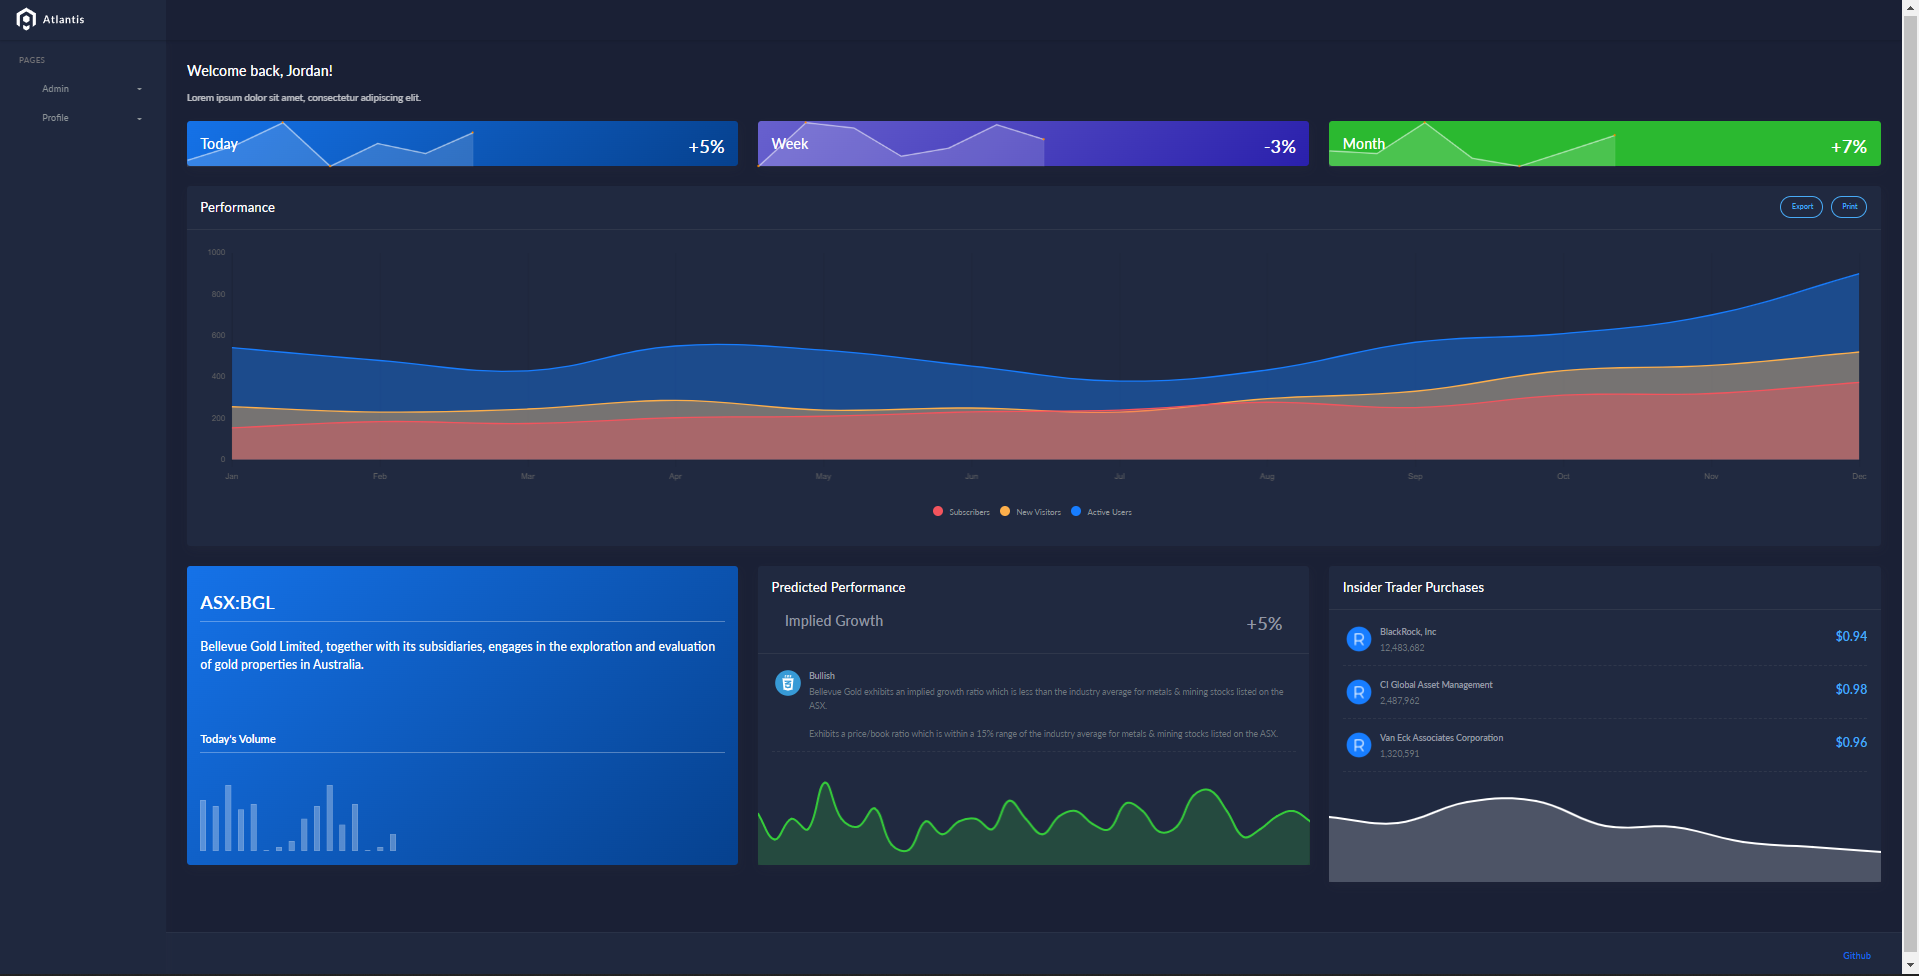 Atlantis
PAGES
Admin
Profile
Welcome back, Jordan!
Lorem ipsum dolor sit amet, consectetur adipiscing elit.
Today +5%
Week -3%
Month +7%
Performance
Export Print
1000
800
600
400
200
0
Jan Feb Mar Apr May Jun Jul Aug Sep Oct Nov Dec
Subscribers New Visitors Active Users
ASX:BGL
Bellevue Gold Limited, together with its subsidiaries, engages in the exploration and evaluation
of gold properties in Australia.
Today's Volume
Predicted Performance
Implied Growth +5%
Bullish
Bellevue Gold exhibits an implied growth ratio which is less than the industry average for metals & mining stocks listed on the
ASX.
Exhibits a price/book ratio which is within a 15% range of the industry average for metals & mining stocks listed on the ASX.
Insider Trader Purchases
R BlackRock, Inc $0.94
12,483,682
R CI Global Asset Management $0.98
2,487,962
R Van Eck Associates Corporation $0.96
1,320,591
Github